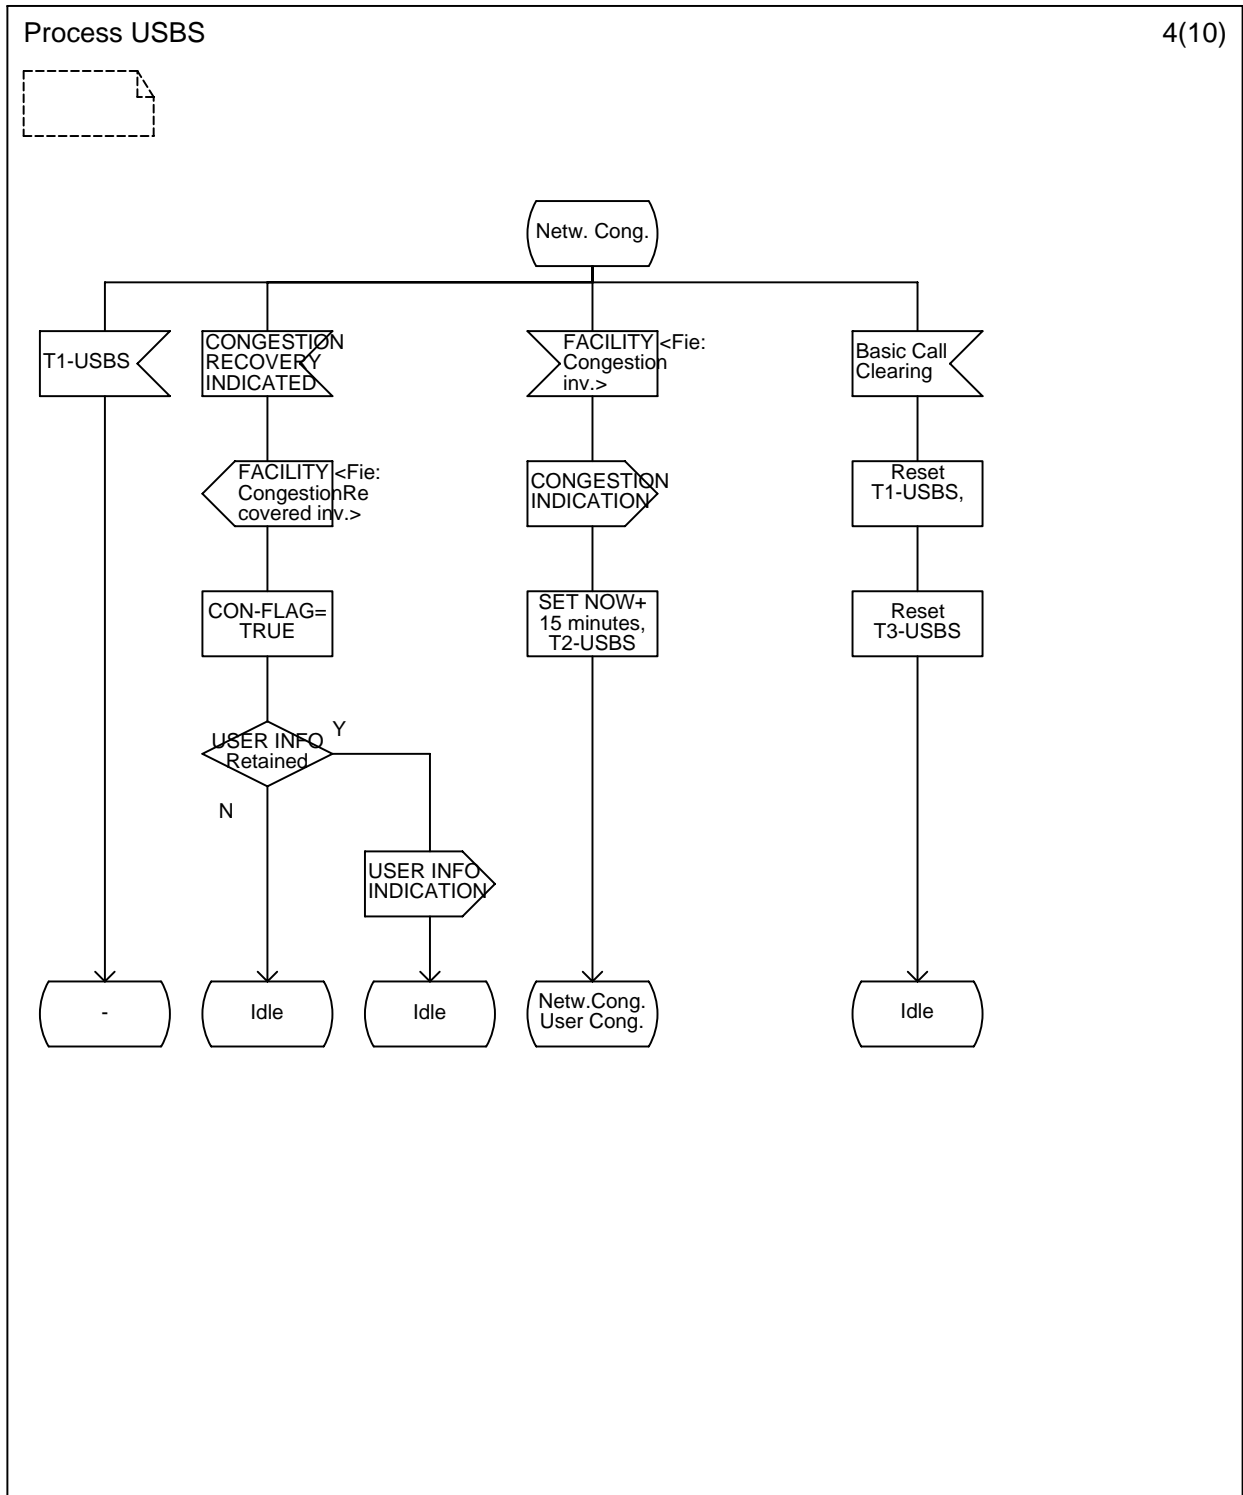 Process USBS
4(10)
Netw. Cong.
T1-USBS
CONGESTION
RECOVERY
INDICATED
FACILITY <Fie:
Congestion
inv.>
Basic Call
Clearing
FACILITY <Fie:
CongestionRe
covered inv.>
CONGESTION
INDICATION
Reset
T1-USBS,
CON-FLAG=
TRUE
SET NOW+
15 minutes,
T2-USBS
Reset
T3-USBS
USER INFO
Retained
Y
N
USER INFO
INDICATION
-
Idle
Idle
Netw.Cong.
User Cong.
Idle